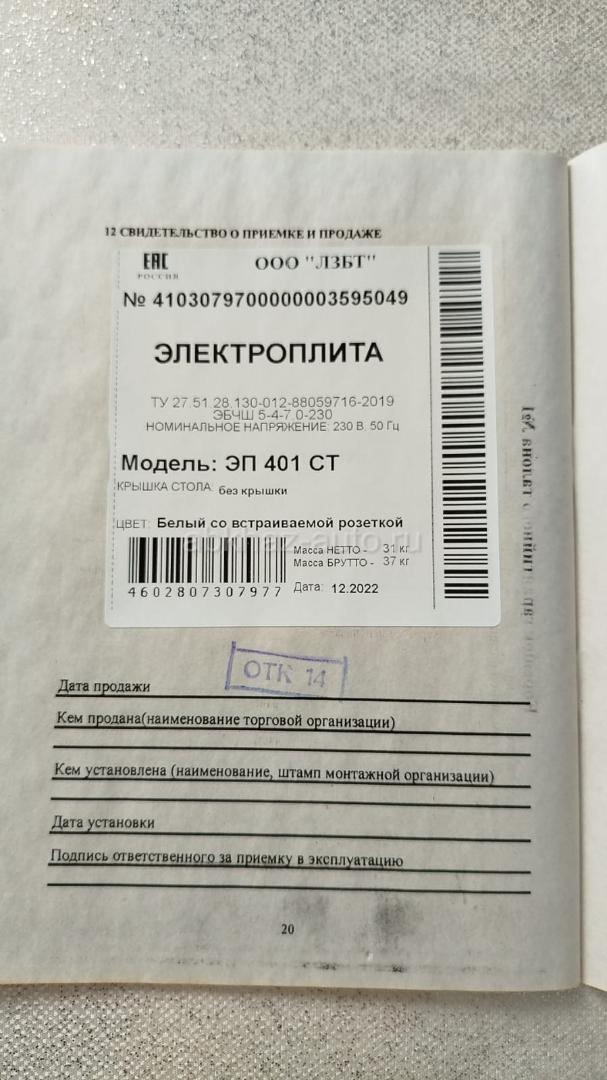 12 СВИДЕТЕЛЬСТВО О ПРИЕМКЕ И ПРОДАЖЕ
ЕАС
РОССИЯ
ООО "ЛЗБТ"
№ 4103079700000003595049
ЭЛЕКТРОПЛИТА
ТУ 27.51.28.130-012-88059716-2019
ЭБЧШ 5-4-7.0-230
НОМИНАЛЬНОЕ НАПРЯЖЕНИЕ: 230 В. 50 Гц
Модель: ЭП 401 СТ
КРЫШКА СТОЛА: без крышки
ЦВЕТ: Белый со встраиваемой розеткой
abkhaz-auto.ru
Масса НЕТТО - 31 кг
Масса БРУТТО - 37 кг
4602807307977
Дата: 12.2022
ОТК 14
Дата продажи
Кем продана(наименование торговой организации)
Кем установлена (наименование, штамп монтажной организации)
Дата установки
Подпись ответственного за приемку в эксплуатацию
20